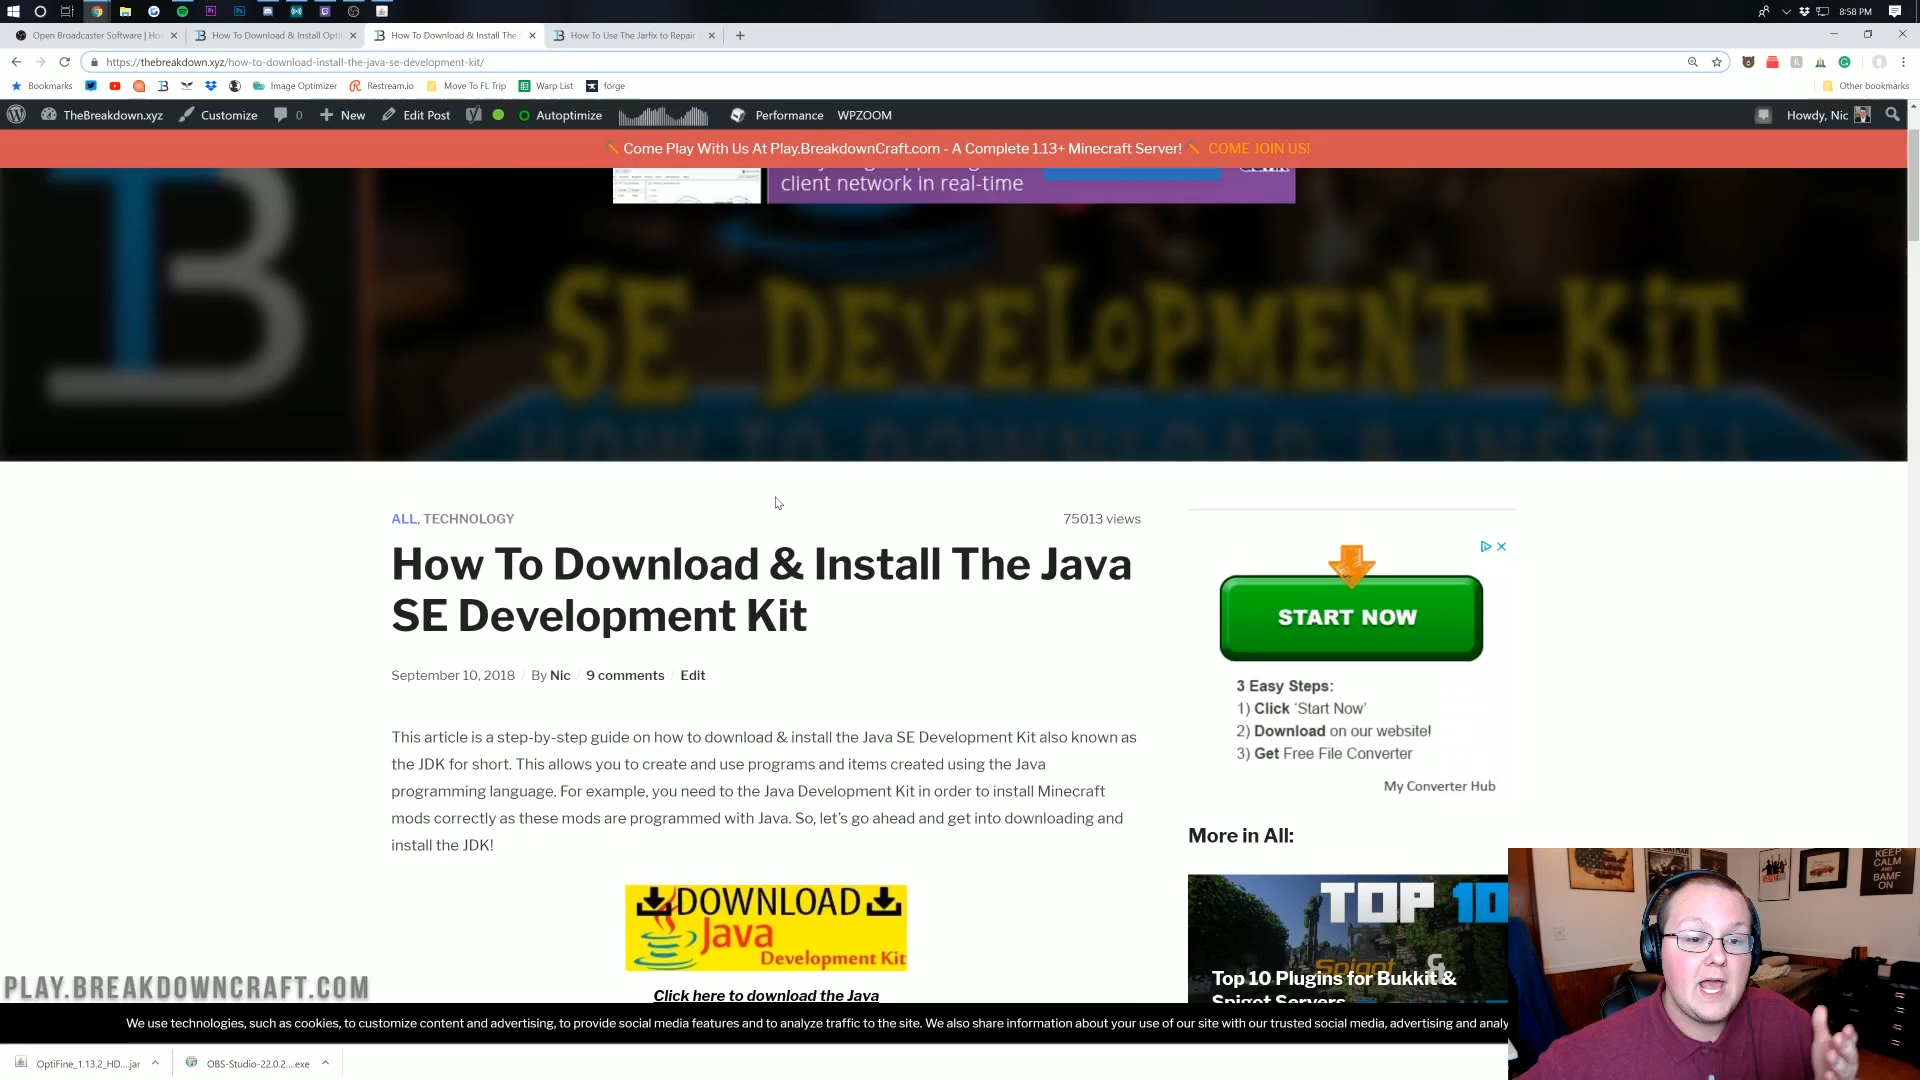 8:58 PM
Open Broadcaster Software | Ho
How To Download & Install Opti
How To Download & Install The
How To Use The Jarfix to Repair
https://thebreakdown.xyz/how-to-download-install-the-java-se-development-kit/
Bookmarks
Image Optimizer
Restream.io
Move To FL Trip
Warp List
forge
Other bookmarks
TheBreakdown.xyz
Customize
0
New
Edit Post
Autoptimize
Performance
WPZOOM
Howdy, Nic
Come Play With Us At Play.BreakdownCraft.com - A Complete 1.13+ Minecraft Server!
COME JOIN US!
client network in real-time
SE DEVELOPMENT KIT
HOW TO DOWNLOAD & INSTALL
ALL, TECHNOLOGY
75013 views
How To Download & Install The Java
SE Development Kit
September 10, 2018 / By Nic / 9 comments / Edit
This article is a step-by-step guide on how to download & install the Java SE Development Kit also known as
the JDK for short. This allows you to create and use programs and items created using the Java
programming language. For example, you need to the Java Development Kit in order to install Minecraft
mods correctly as these mods are programmed with Java. So, let's go ahead and get into downloading and
install the JDK!
DOWNLOAD
Java
Development Kit
Click here to download the Java
START NOW
3 Easy Steps:
1) Click 'Start Now'
2) Download on our website!
3) Get Free File Converter
My Converter Hub
More in All:
TOP 10
Spigot &
Top 10 Plugins for Bukkit &
Spigot Servers
KEEP
CALM
AND
BAMF
ON
PLAY.BREAKDOWNCRAFT.COM
We use technologies, such as cookies, to customize content and advertising, to provide social media features and to analyze traffic to the site. We also share information about your use of our site with our trusted social media, advertising and analy
OptiFine_1.13.2_HD....jar
OBS-Studio-22.0.2....exe